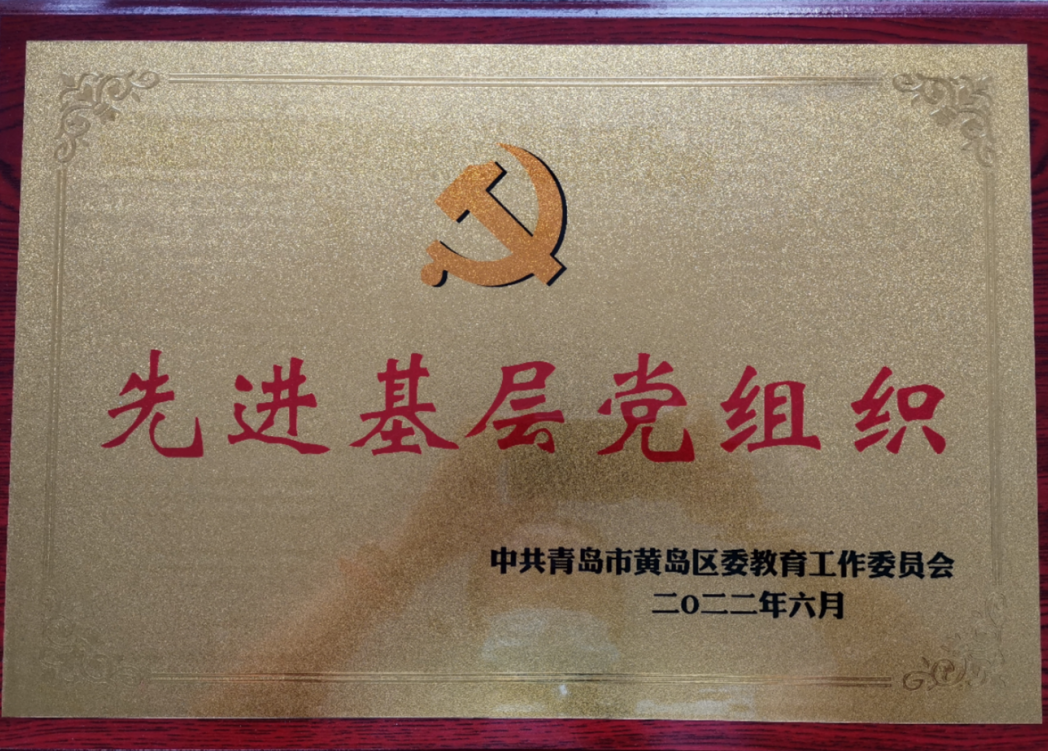 先进基层党组织
中共青岛市黄岛区委教育工作委员会
二〇二二年六月